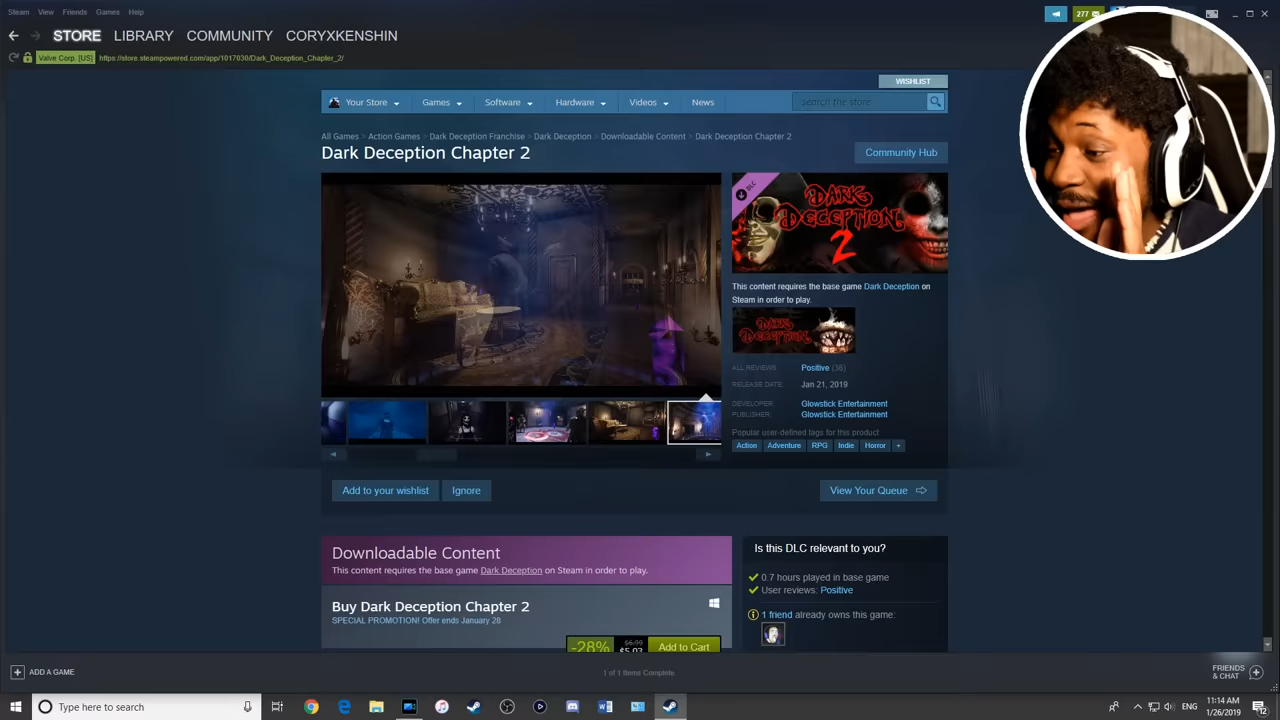 Steam View Friends Games Help
277
STORE LIBRARY COMMUNITY CORYXKENSHIN
Valve Corp. [US] https://store.steampowered.com/app/1017030/Dark_Deception_Chapter_2/
WISHLIST
Your Store Games Software Hardware Videos News search the store
All Games > Action Games > Dark Deception Franchise > Dark Deception > Downloadable Content > Dark Deception Chapter 2
Dark Deception Chapter 2
Community Hub
DLC
DARK
DECEPTION
2
This content requires the base game Dark Deception on
Steam in order to play.
DARK
DECEPTION
ALL REVIEWS: Positive (36)
RELEASE DATE: Jan 21, 2019
DEVELOPER: Glowstick Entertainment
PUBLISHER: Glowstick Entertainment
Popular user-defined tags for this product:
Action Adventure RPG Indie Horror +
Add to your wishlist Ignore View Your Queue
Downloadable Content
This content requires the base game Dark Deception on Steam in order to play.
Buy Dark Deception Chapter 2
SPECIAL PROMOTION! Offer ends January 28
-28% $6.99 $5.03 Add to Cart
Is this DLC relevant to you?
0.7 hours played in base game
User reviews: Positive
1 friend already owns this game:
ADD A GAME
1 of 1 Items Complete
FRIENDS
& CHAT
Type here to search
ENG
11:14 AM
1/26/2019
12